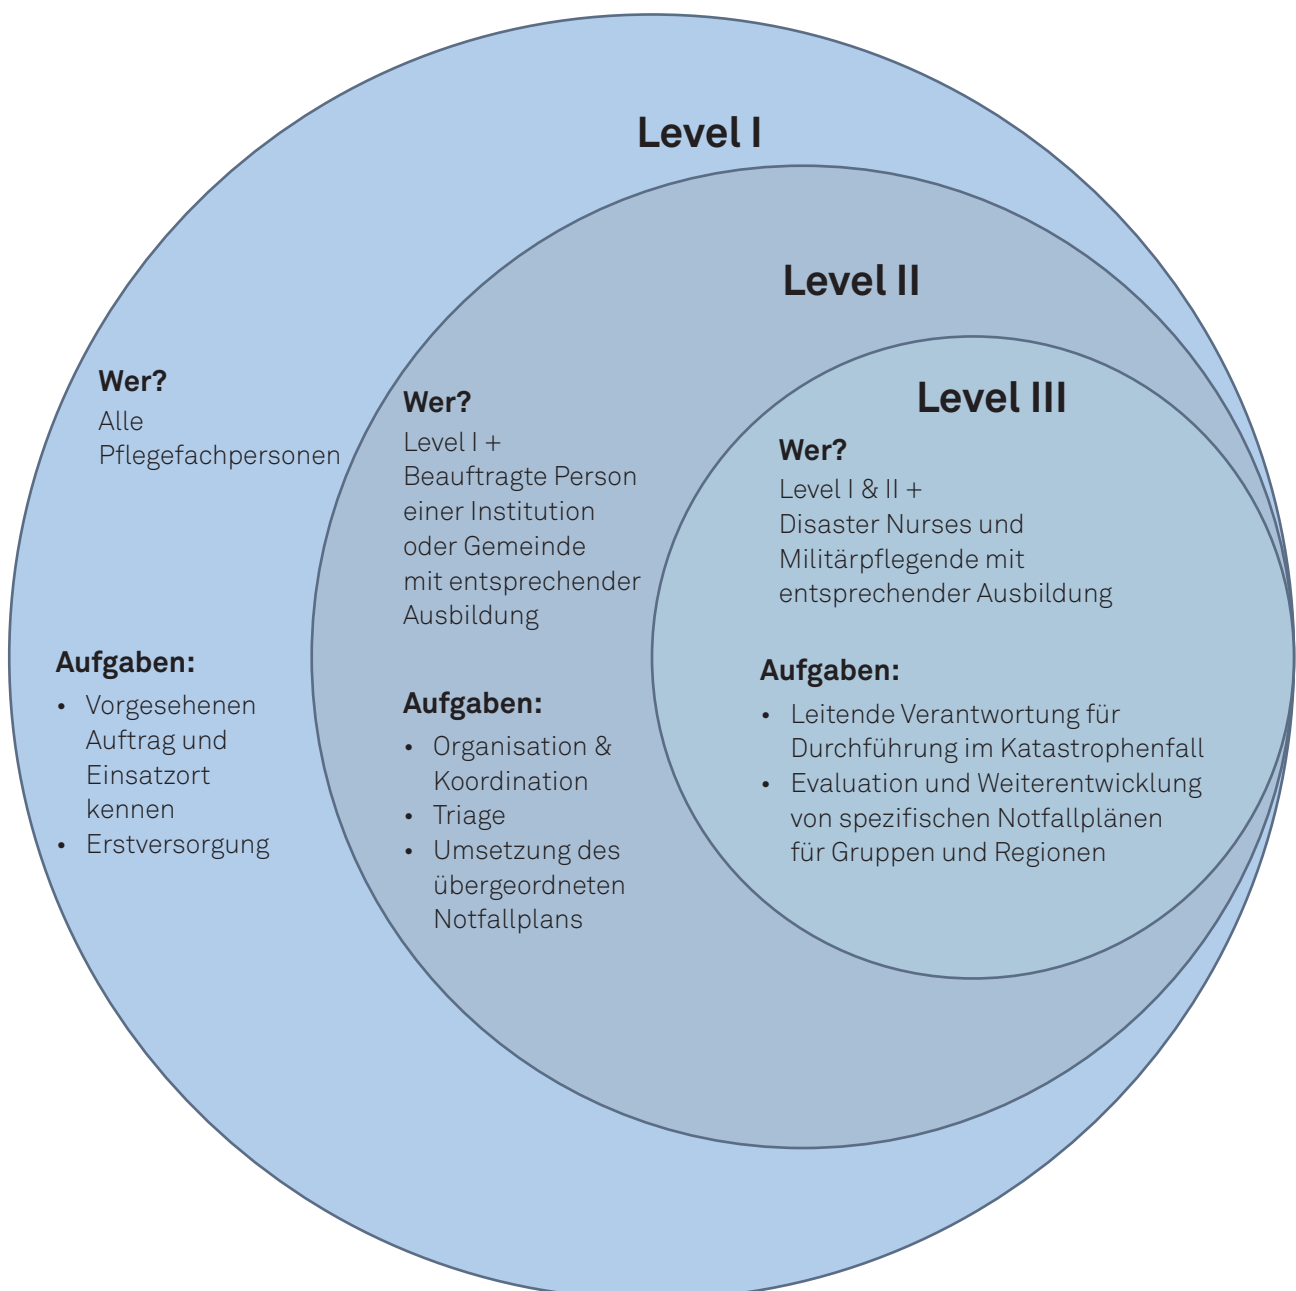 Level I
Wer?
Alle
Pflegefachpersonen
Aufgaben:
• Vorgesehenen
Auftrag und
Einsatzort
kennen
• Erstversorgung
Level II
Wer?
Level I +
Beauftragte Person
einer Institution
oder Gemeinde
mit entsprechender
Ausbildung
Aufgaben:
• Organisation &
Koordination
• Triage
• Umsetzung des
übergeordneten
Notfallplans
Level III
Wer?
Level I & II +
Disaster Nurses und
Militärpflegende mit
entsprechender Ausbildung
Aufgaben:
• Leitende Verantwortung für
Durchführung im Katastrophenfall
• Evaluation und Weiterentwicklung
von spezifischen Notfallplänen
für Gruppen und Regionen